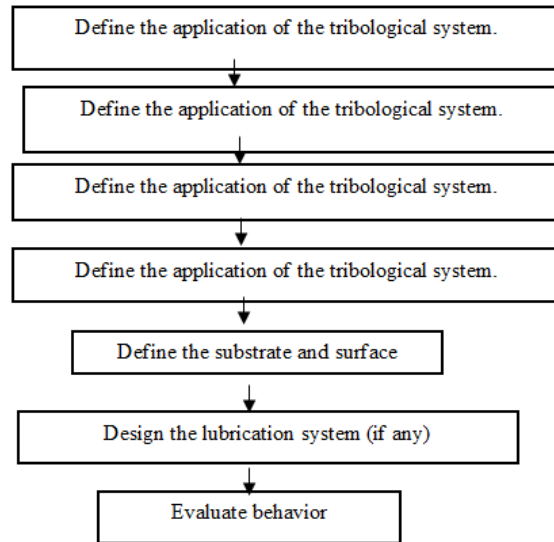 Define the application of the tribological system.
Define the application of the tribological system.
Define the application of the tribological system.
Define the application of the tribological system.
Define the substrate and surface
Design the lubrication system (if any)
Evaluate behavior